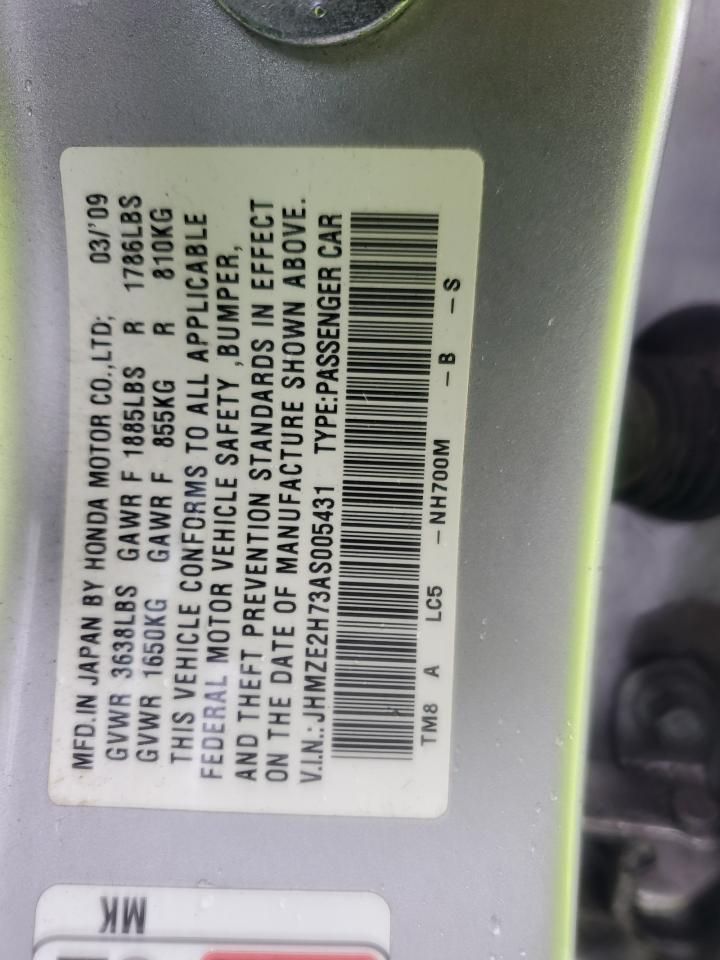 MFD.IN JAPAN BY HONDA MOTOR CO.,LTD; 03/'09
GVWR 3638LBS GAWR F 1885LBS R 1786LBS
GVWR 1650KG GAWR F 855KG R 810KG
THIS VEHICLE CONFORMS TO ALL APPLICABLE
FEDERAL MOTOR VEHICLE SAFETY ,BUMPER,
AND THEFT PREVENTION STANDARDS IN EFFECT
ON THE DATE OF MANUFACTURE SHOWN ABOVE.
V.I.N.: JHMZE2H73AS005431 TYPE:PASSENGER CAR
TM8 A LC5 -NH700M -B -S
MK